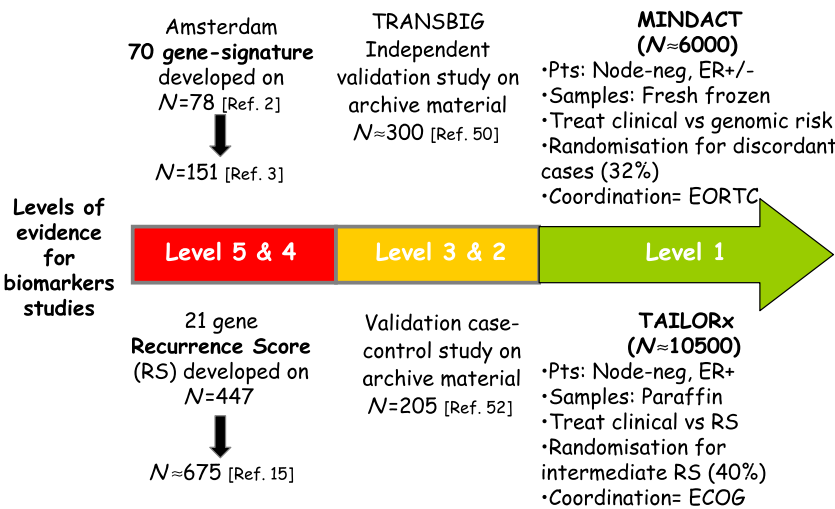 Amsterdam
70 gene-signature
developed on
N=78 [Ref. 2]
N=151 [Ref. 3]
TRANSBIG
Independent
validation study on
archive material
N≈300 [Ref. 50]
MINDACT
(N≈6000)
•Pts: Node-neg, ER+/-
•Samples: Fresh frozen
•Treat clinical vs genomic risk
•Randomisation for discordant
cases (32%)
•Coordination= EORTC
Levels of
evidence
for
biomarkers
studies
Level 5 & 4
Level 3 & 2
Level 1
21 gene
Recurrence Score
(RS) developed on
N=447
N≈675 [Ref. 15]
Validation case-
control study on
archive material
N=205 [Ref. 52]
TAILORx
(N≈10500)
•Pts: Node-neg, ER+
•Samples: Paraffin
•Treat clinical vs RS
•Randomisation for
intermediate RS (40%)
•Coordination= ECOG